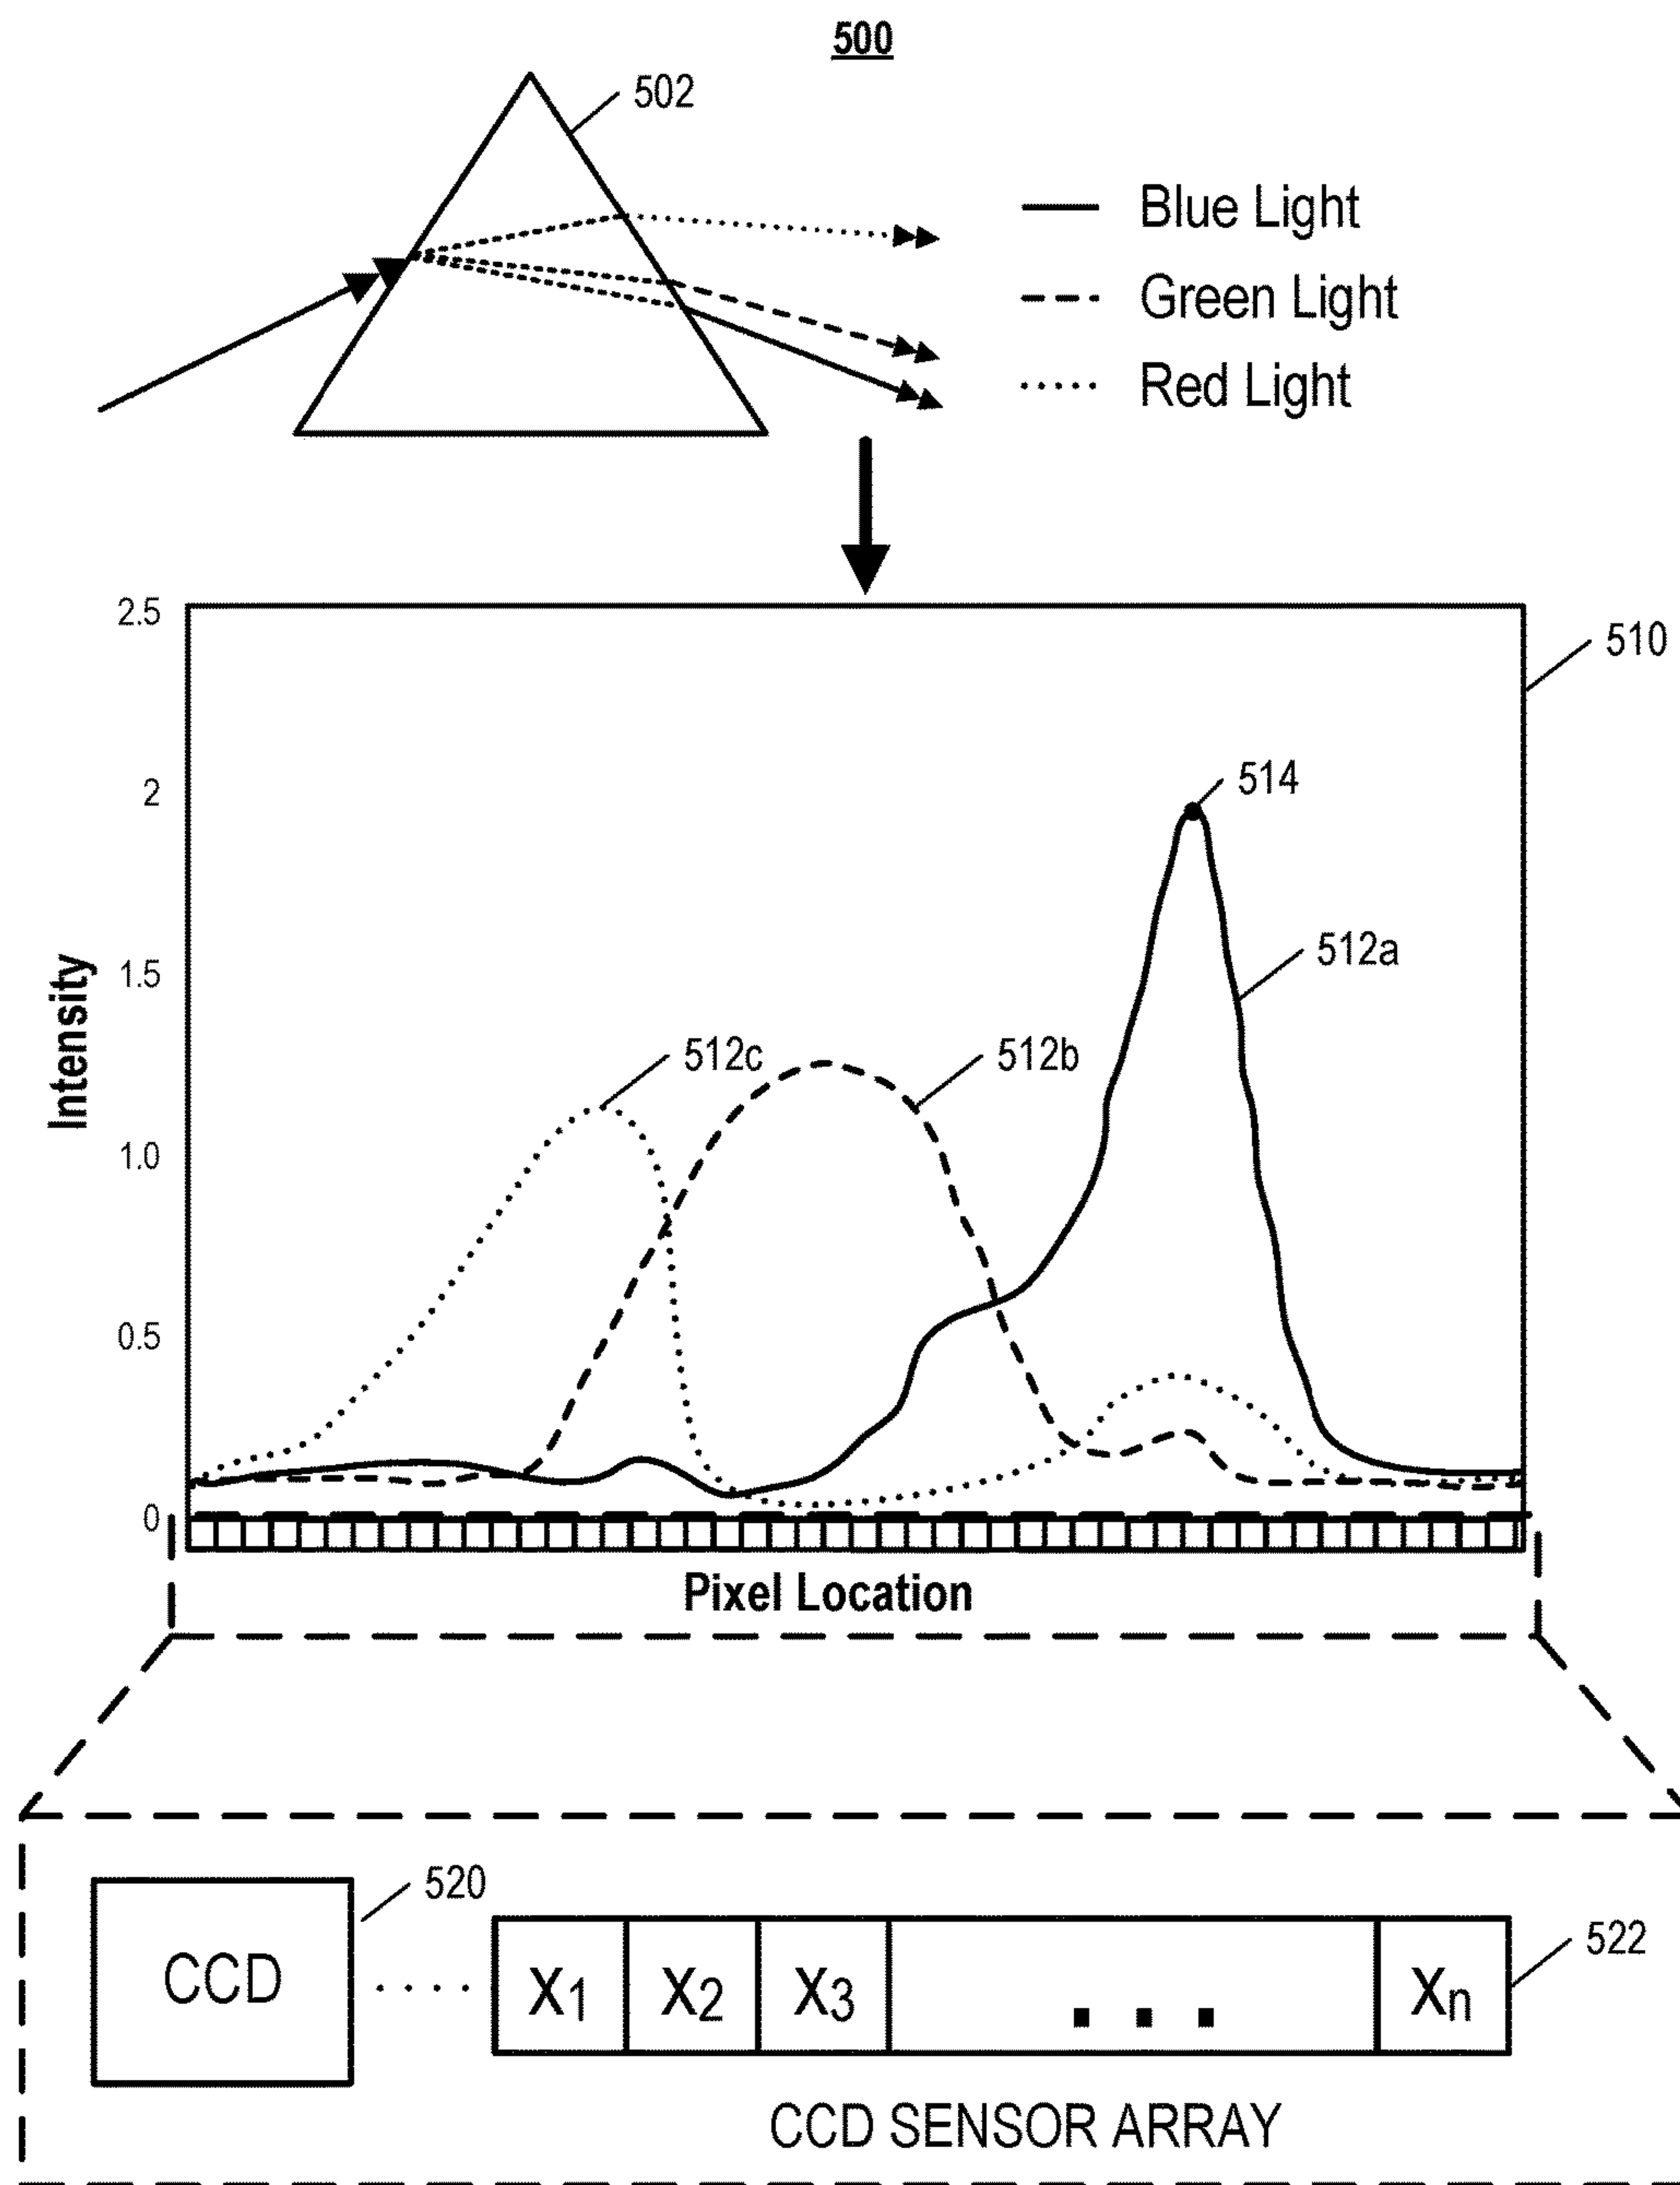 500
502
Blue Light
Green Light
Red Light
2.5
510
2
514
512a
1.5
Intensity
512c
512b
1.0
0.5
0
Pixel Location
520
CCD
X1 X2 X3 . . . Xn
522
CCD SENSOR ARRAY